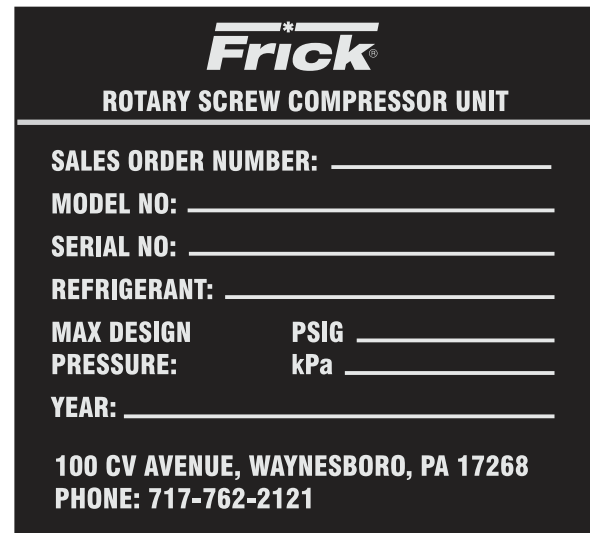 Frick®
ROTARY SCREW COMPRESSOR UNIT
SALES ORDER NUMBER:
MODEL NO:
SERIAL NO:
REFRIGERANT:
MAX DESIGN PSIG
PRESSURE: kPa
YEAR:
100 CV AVENUE, WAYNESBORO, PA 17268
PHONE: 717-762-2121